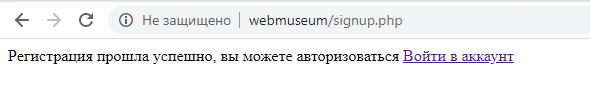 Не защищено webmuseum/signup.php
Регистрация прошла успешно, вы можете авторизоваться Войти в аккаунт